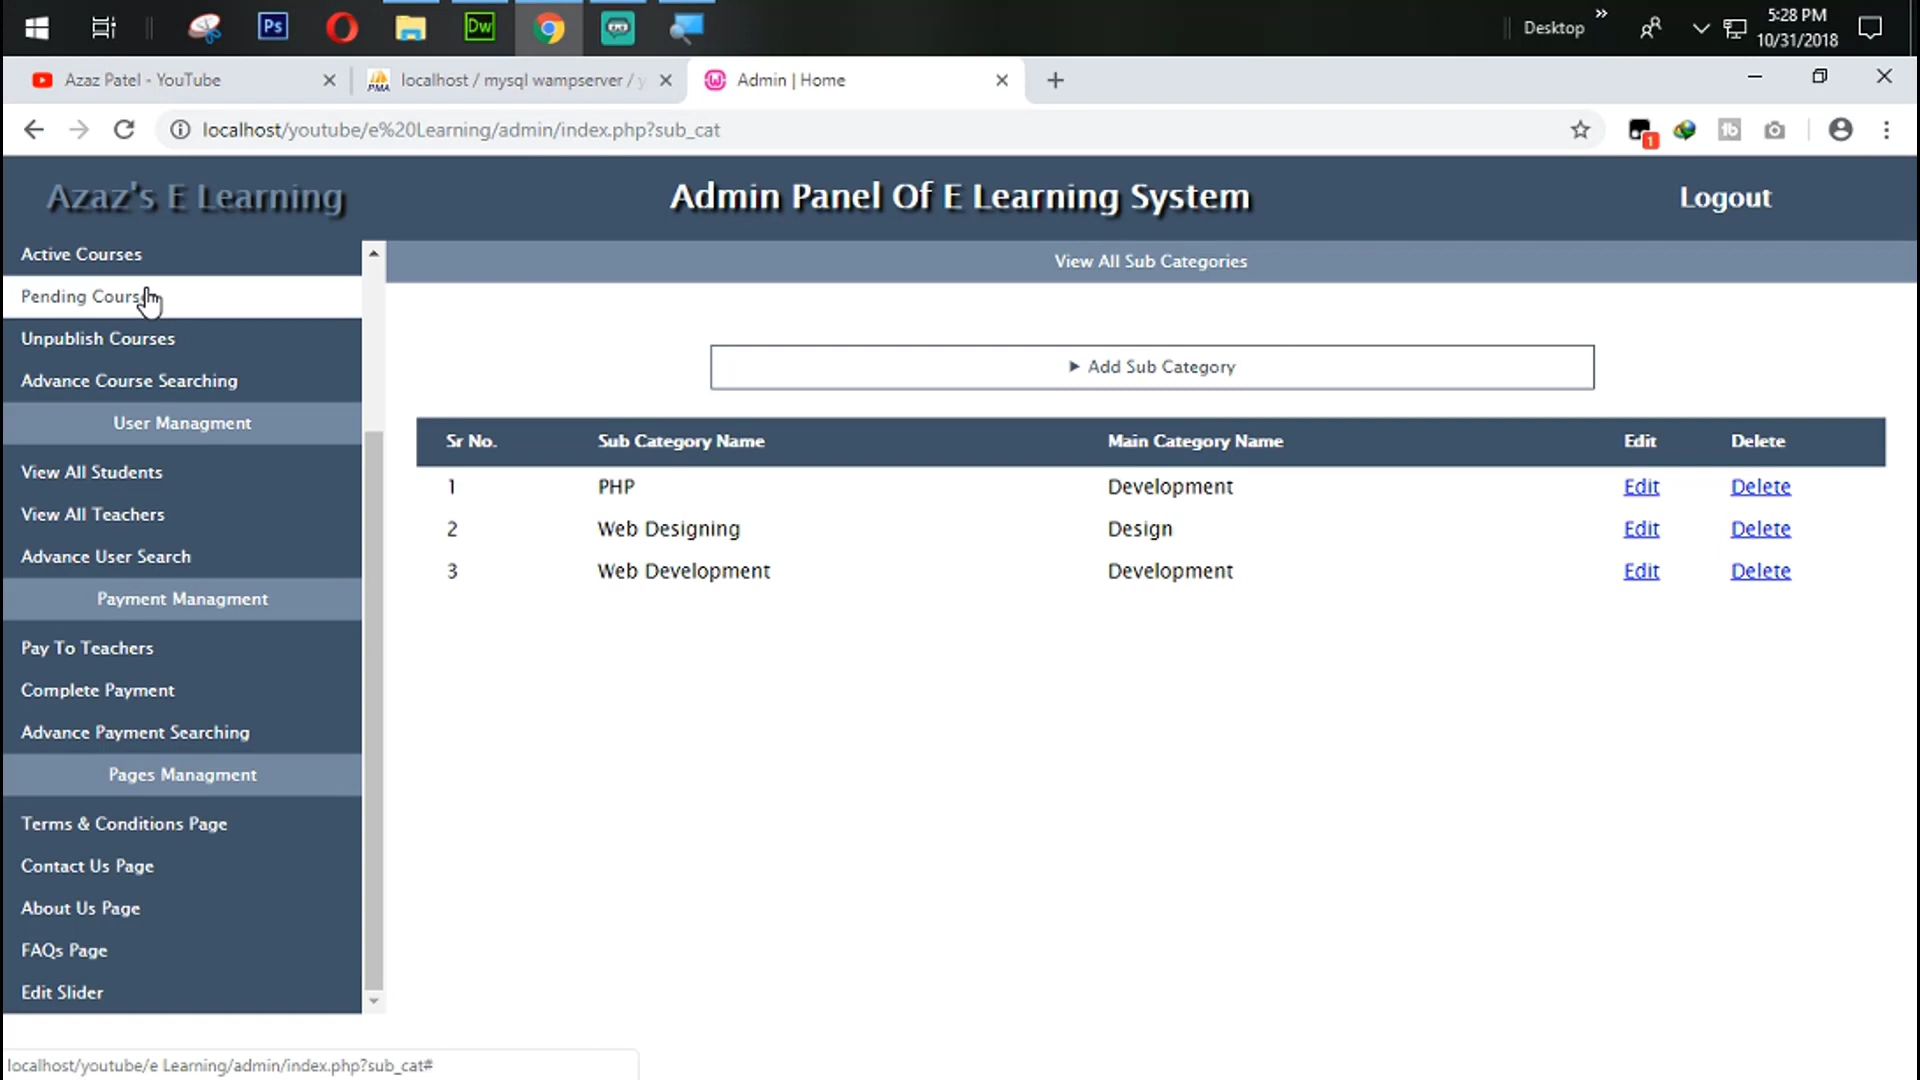 Ps
Dw
Desktop
»
5:28 PM
10/31/2018
Azaz Patel - YouTube
PMA
localhost / mysql wampserver / y
Admin | Home
localhost/youtube/e%20Learning/admin/index.php?sub_cat
1
Azaz's E Learning
Admin Panel Of E Learning System
Logout
Active Courses
Pending Cours
Unpublish Courses
Advance Course Searching
User Managment
View All Students
View All Teachers
Advance User Search
Payment Managment
Pay To Teachers
Complete Payment
Advance Payment Searching
Pages Managment
Terms & Conditions Page
Contact Us Page
About Us Page
FAQs Page
Edit Slider
View All Sub Categories
Add Sub Category
Sr No. Sub Category Name Main Category Name Edit Delete
1 PHP Development Edit Delete
2 Web Designing Design Edit Delete
3 Web Development Development Edit Delete
localhost/youtube/e Learning/admin/index.php?sub_cat#